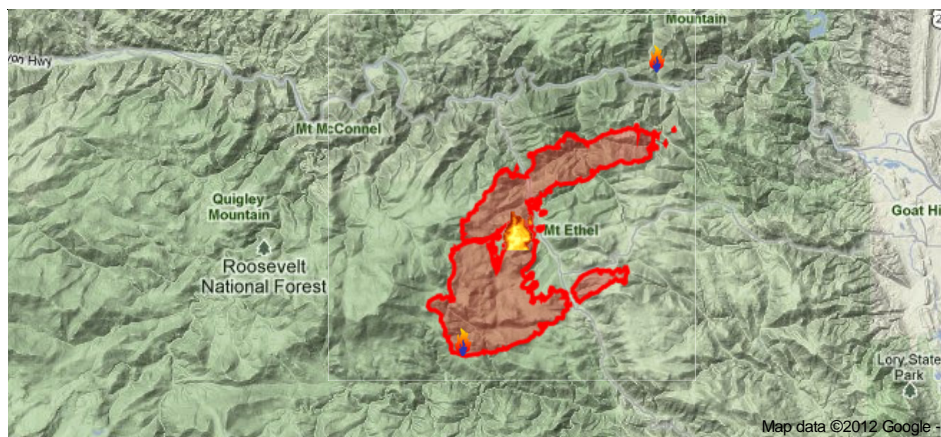 Mountain
yon Hwy
Mt McConnel
Quigley
Mountain
Goat Hi
Mt Ethel
Roosevelt
National Forest
Lory State
Park
Map data ©2012 Google -